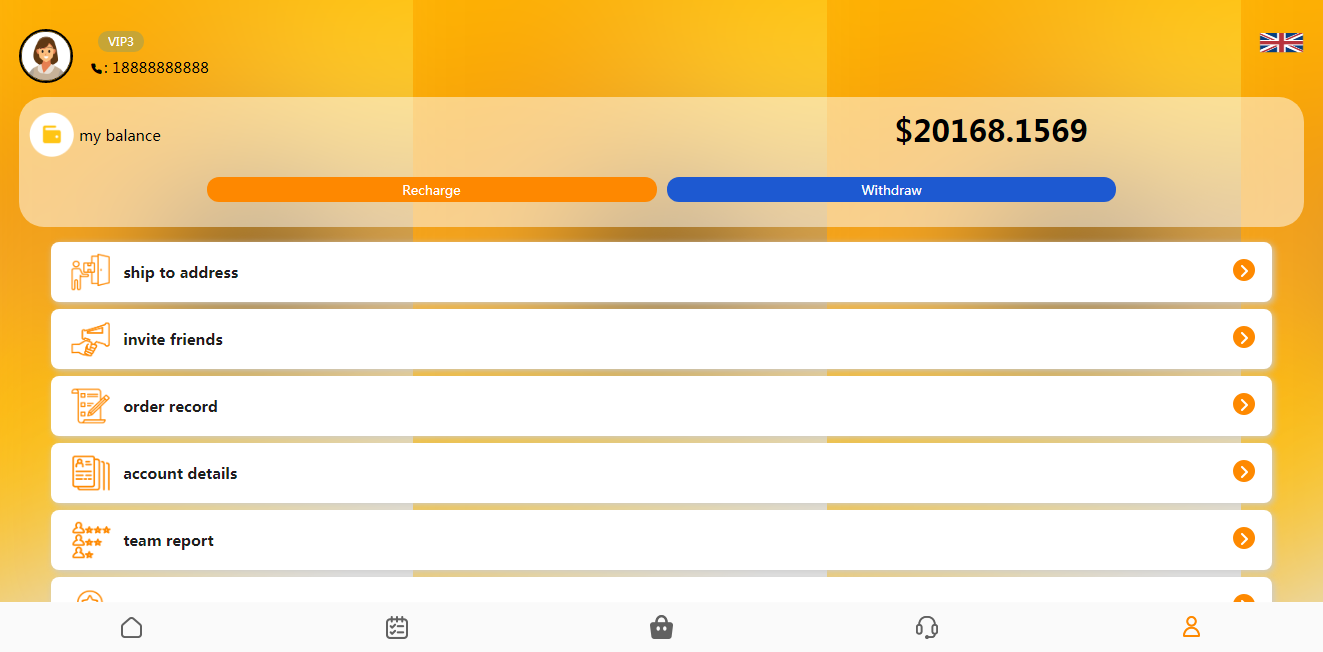 VIP3
: 18888888888
my balance
$20168.1569
Recharge
Withdraw
ship to address
invite friends
order record
account details
team report